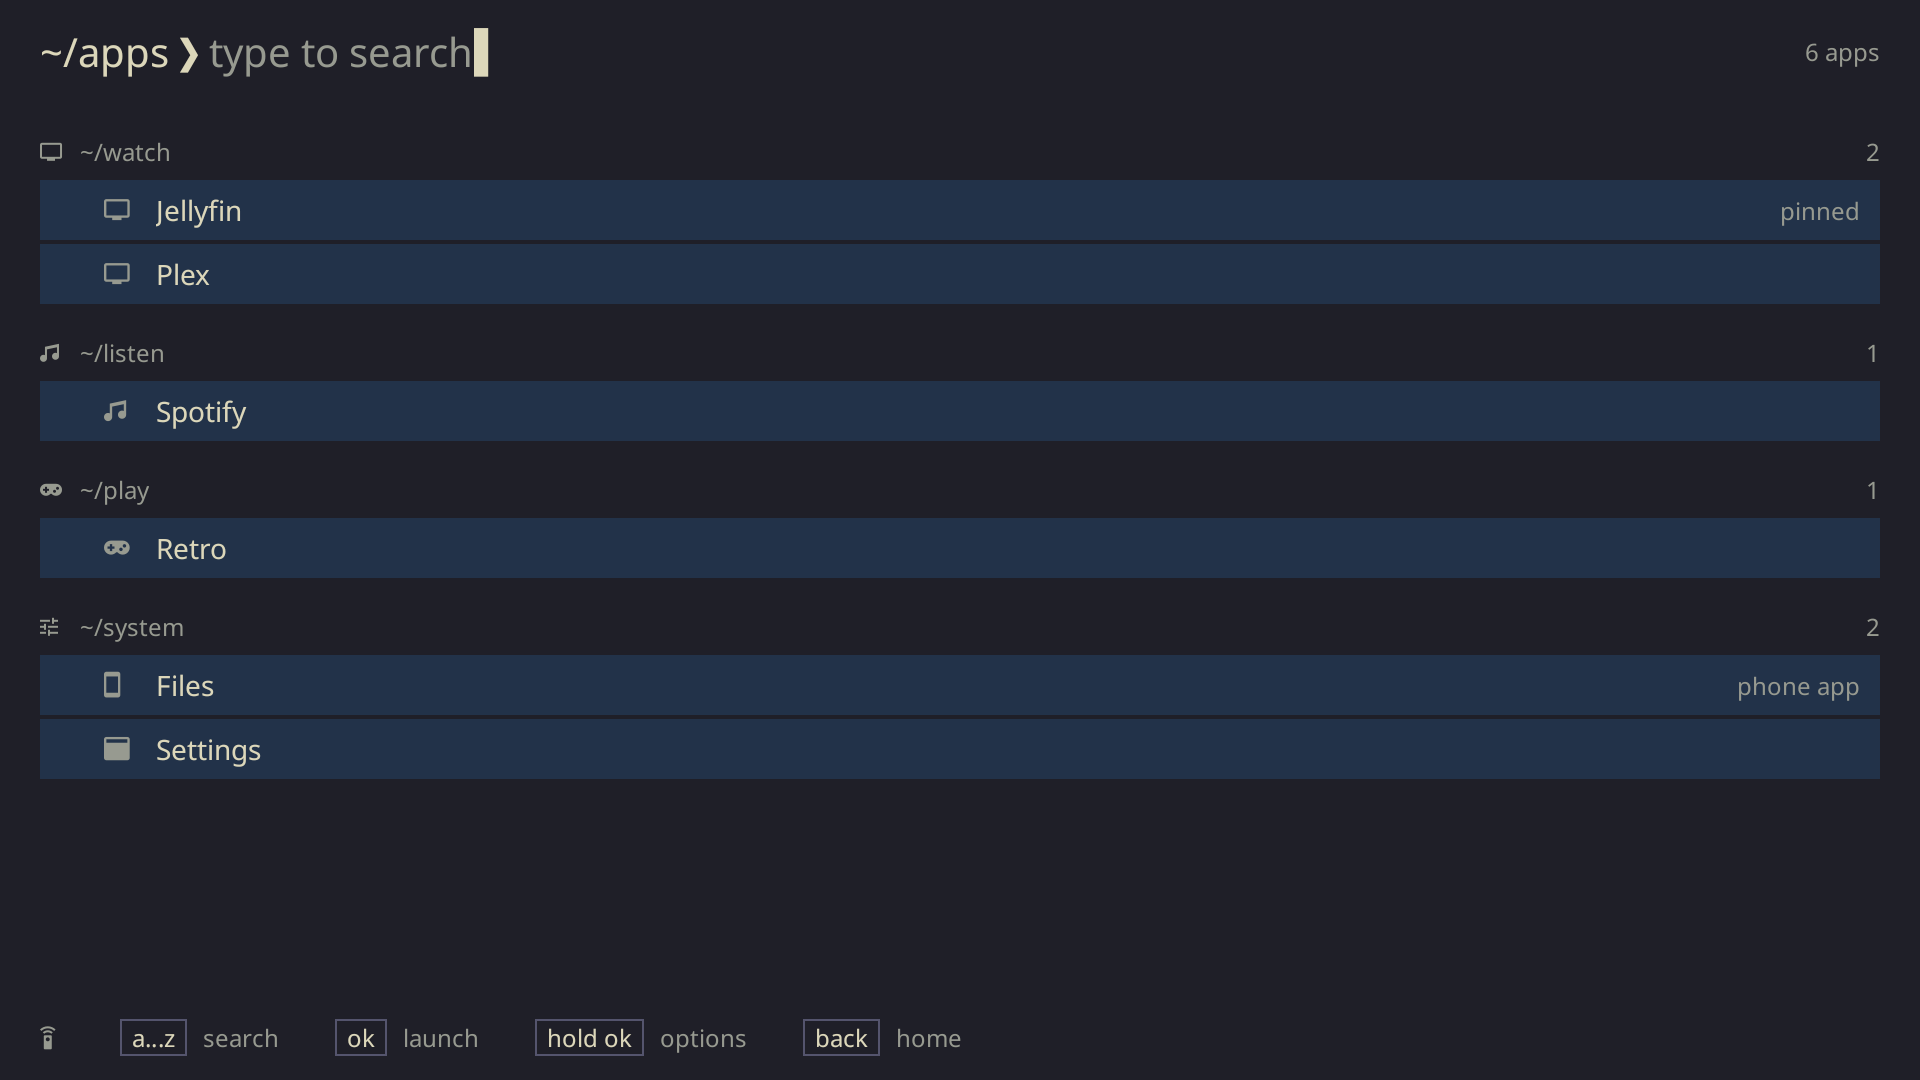 ~/apps ❯ type to search 6 apps
~/watch 2
Jellyfin pinned
Plex
~/listen 1
Spotify
~/play 1
Retro
~/system 2
Files phone app
Settings
a...z search ok launch hold ok options back home